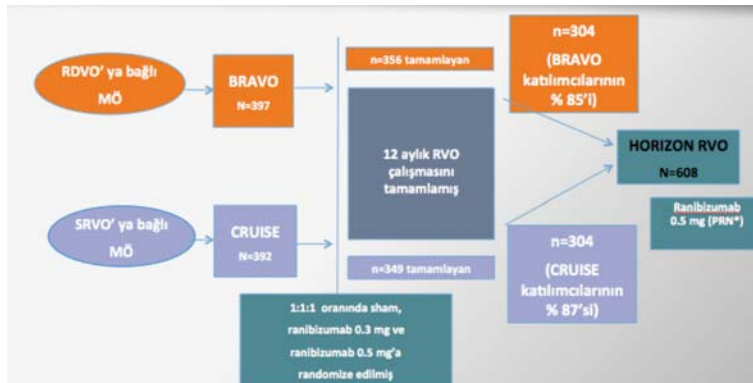 RDVO' ya bağlı
MÖ
BRAVO
N=397
n=356 tamamlayan
n=304
(BRAVO
katılımcılarının
% 85'i)
12 aylık RVO
çalışmasını
tamamlamış
HORIZON RVO
N=608
Ranibizumab
0.5 mg (PRN*)
SRVO' ya bağlı
MÖ
CRUISE
N=392
n=349 tamamlayan
n=304
(CRUISE
katılımcılarının
% 87'si)
1:1:1 oranında sham,
ranibizumab 0.3 mg ve
ranibizumab 0.5 mg'a
randomize edilmiş